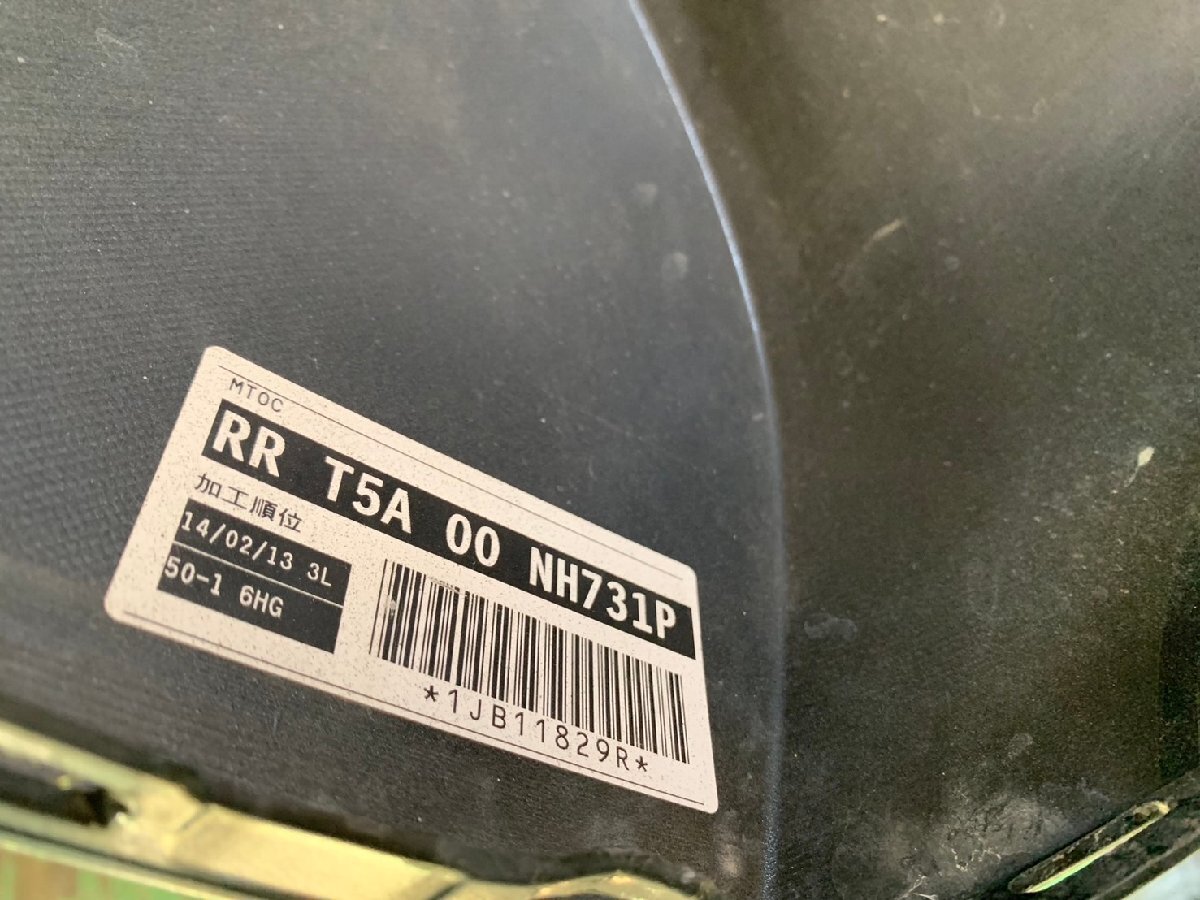 MTOC
RR T5A 00 NH731P
加工順位
14/02/13 3L
50-1 6HG
*1JB11829R*